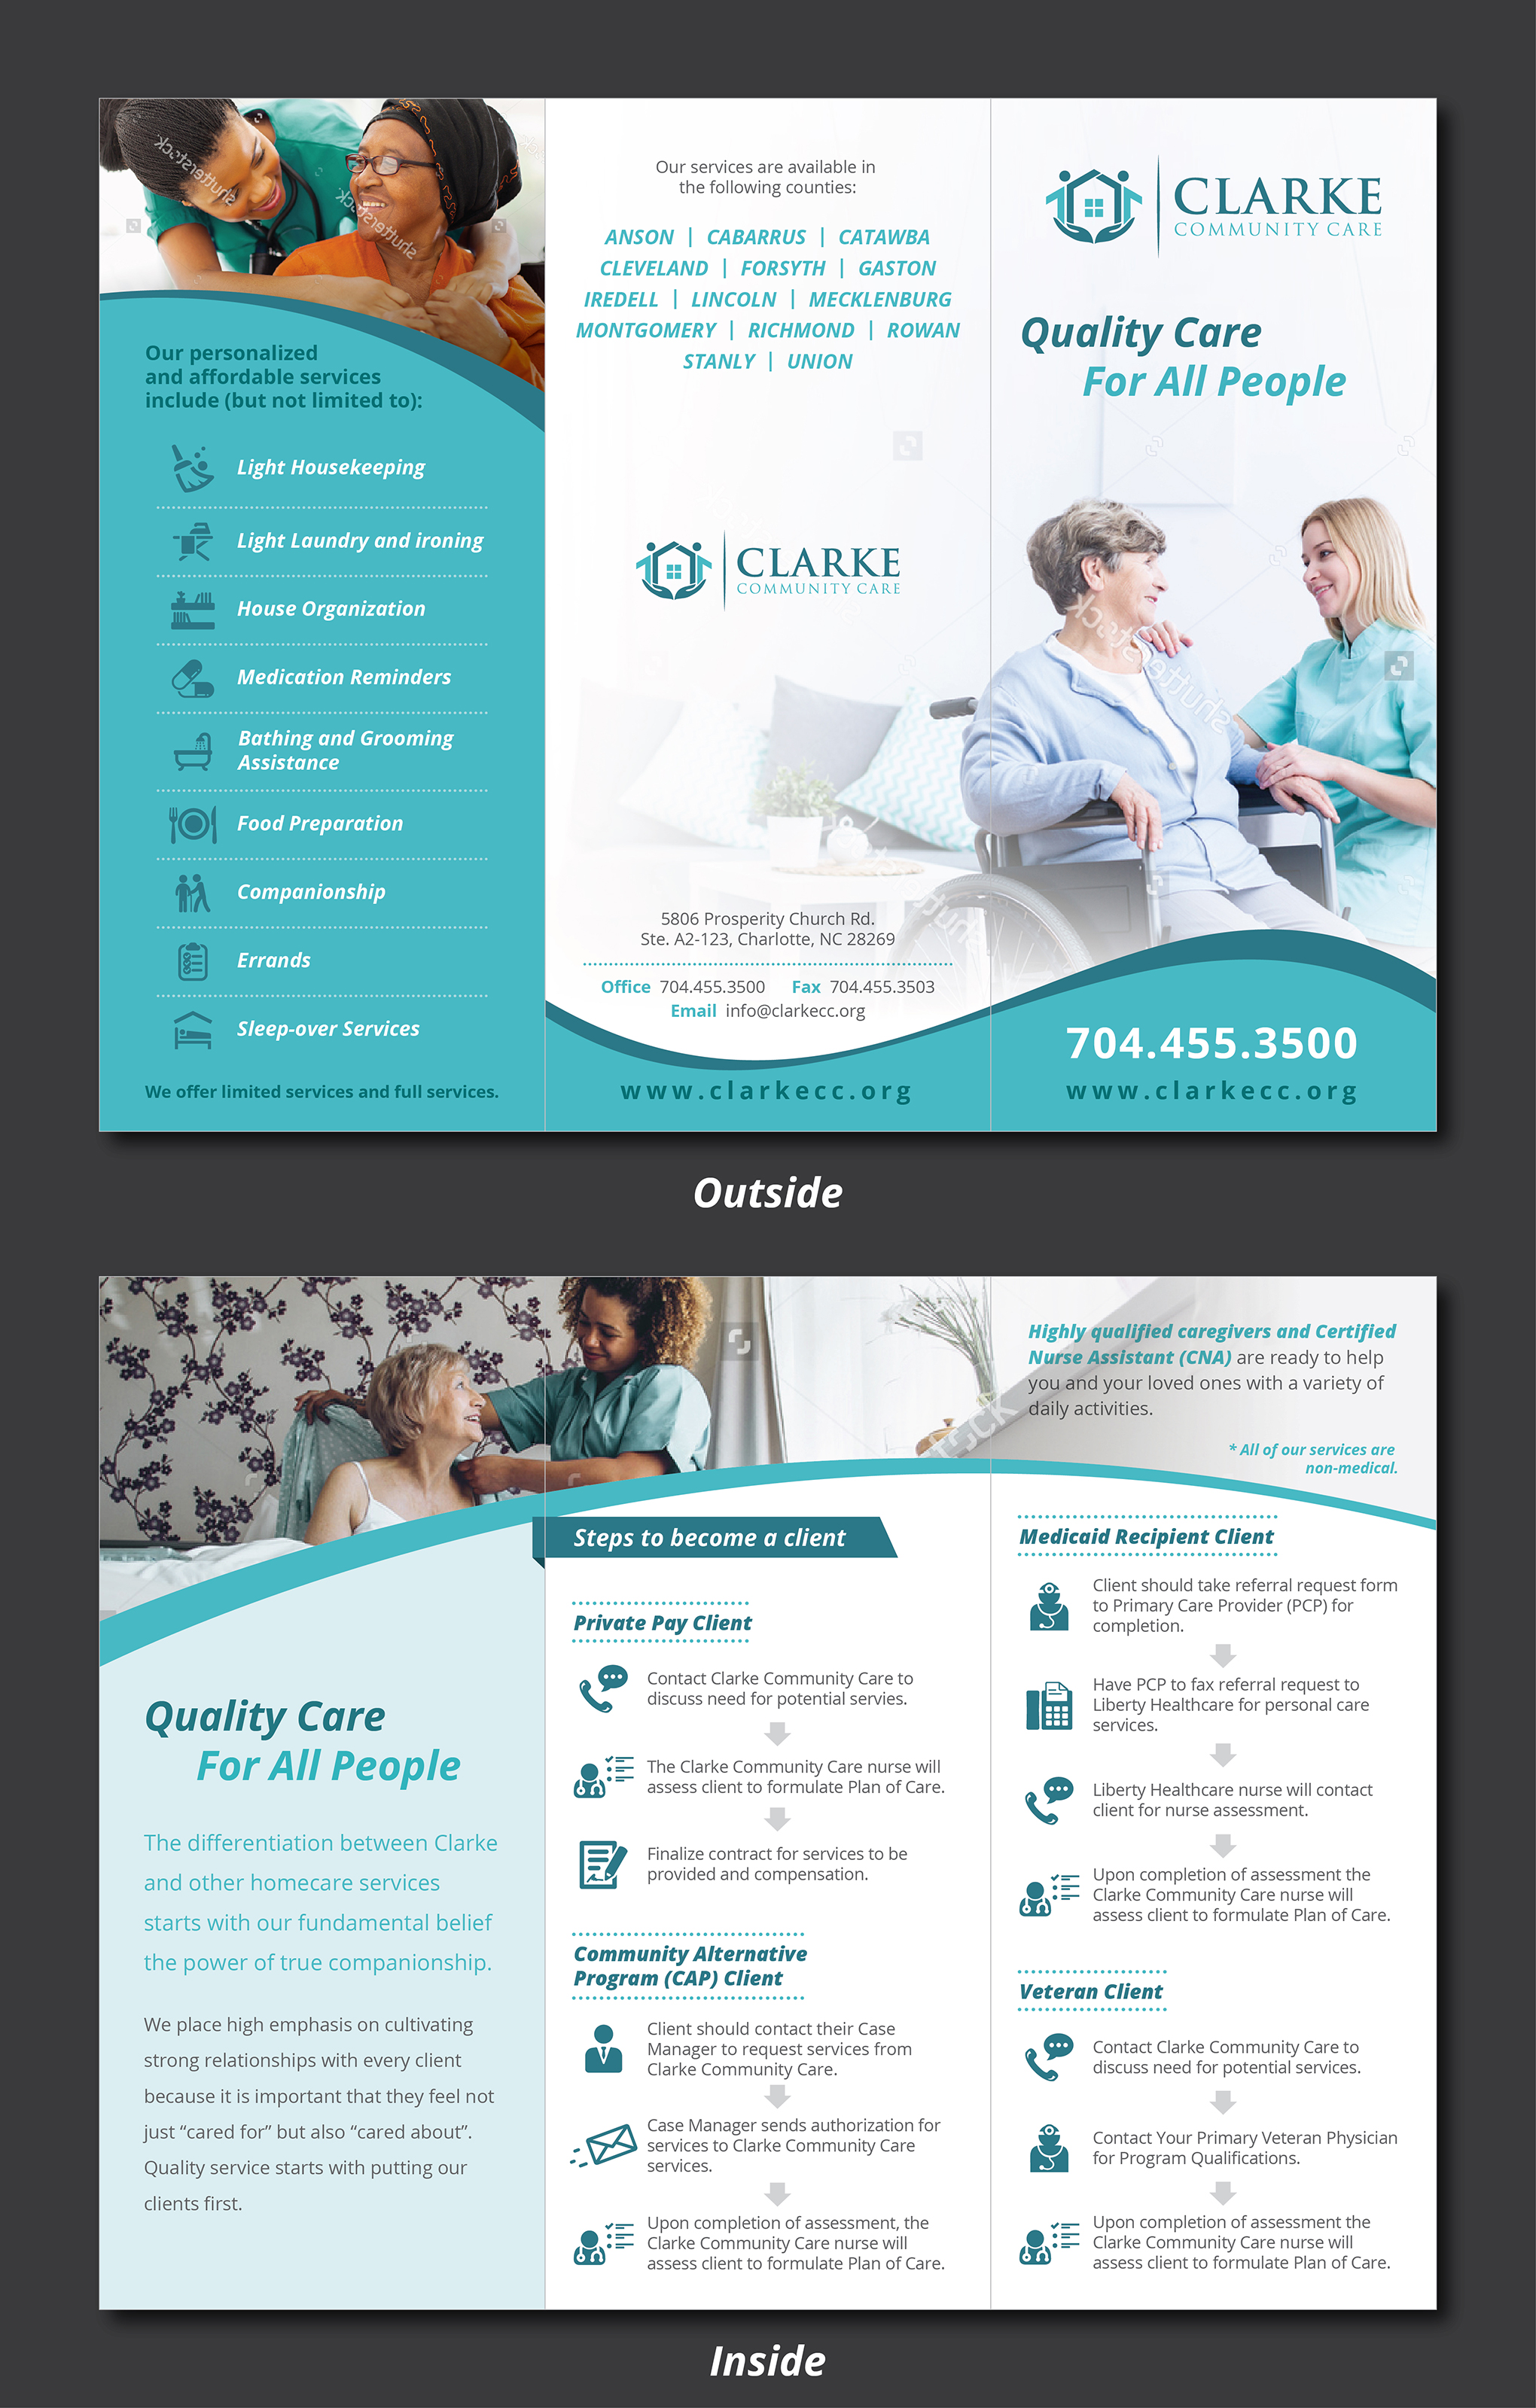 Our personalized
and affordable services
include (but not limited to):
Light Housekeeping
Light Laundry and ironing
House Organization
Medication Reminders
Bathing and Grooming
Assistance
Food Preparation
Companionship
Errands
Sleep-over Services
We offer limited services and full services.
Our services are available in
the following counties:
ANSON | CABARRUS | CATAWBA
CLEVELAND | FORSYTH | GASTON
IREDELL | LINCOLN | MECKLENBURG
MONTGOMERY | RICHMOND | ROWAN
STANLY | UNION
CLARKE
COMMUNITY CARE
5806 Prosperity Church Rd.
Ste. A2-123, Charlotte, NC 28269
Office 704.455.3500 Fax 704.455.3503
Email info@clarkecc.org
www.clarkecc.org
CLARKE
COMMUNITY CARE
Quality Care
For All People
704.455.3500
www.clarkecc.org
shutterstock
shutterstock
shutterstock
Outside
Quality Care
For All People
The differentiation between Clarke
and other homecare services
starts with our fundamental belief
the power of true companionship.
We place high emphasis on cultivating
strong relationships with every client
because it is important that they feel not
just “cared for” but also “cared about”.
Quality service starts with putting our
clients first.
Steps to become a client
Private Pay Client
Contact Clarke Community Care to
discuss need for potential servies.
The Clarke Community Care nurse will
assess client to formulate Plan of Care.
Finalize contract for services to be
provided and compensation.
Community Alternative
Program (CAP) Client
Client should contact their Case
Manager to request services from
Clarke Community Care.
Case Manager sends authorization for
services to Clarke Community Care
services.
Upon completion of assessment, the
Clarke Community Care nurse will
assess client to formulate Plan of Care.
Highly qualified caregivers and Certified
Nurse Assistant (CNA) are ready to help
you and your loved ones with a variety of
daily activities.
* All of our services are
non-medical.
Medicaid Recipient Client
Client should take referral request form
to Primary Care Provider (PCP) for
completion.
Have PCP to fax referral request to
Liberty Healthcare for personal care
services.
Liberty Healthcare nurse will contact
client for nurse assessment.
Upon completion of assessment the
Clarke Community Care nurse will
assess client to formulate Plan of Care.
Veteran Client
Contact Clarke Community Care to
discuss need for potential services.
Contact Your Primary Veteran Physician
for Program Qualifications.
Upon completion of assessment the
Clarke Community Care nurse will
assess client to formulate Plan of Care.
Inside